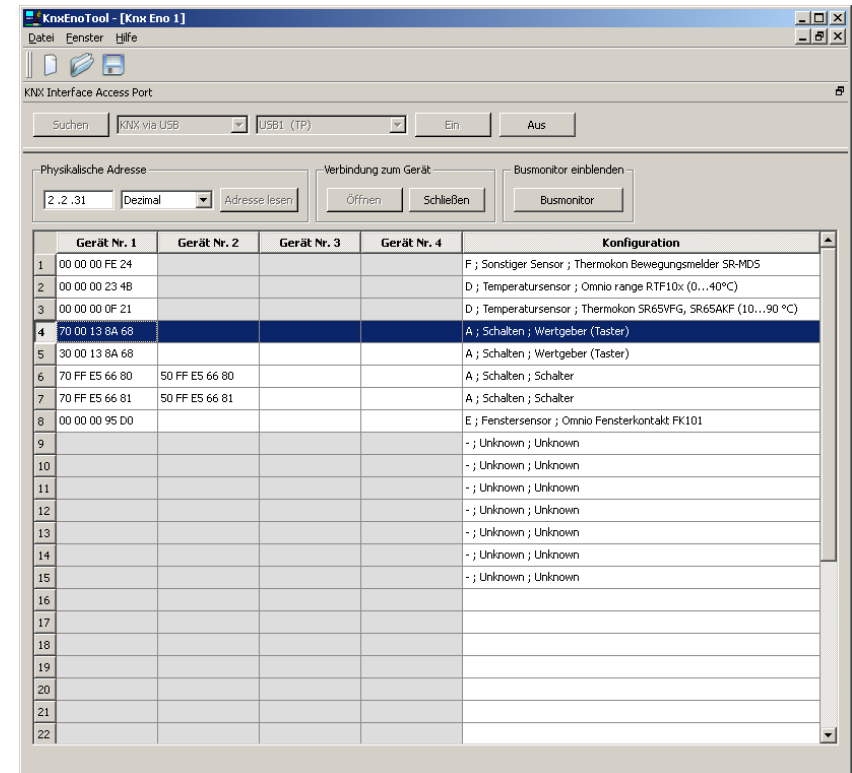 KnxEnoTool - [Knx Eno 1]
Datei Fenster Hilfe
KNX Interface Access Port
Suchen KNX via USB USB1 (TP) Ein Aus
Physikalische Adresse Verbindung zum Gerät Busmonitor einblenden
2 .2 .31 Dezimal Adresse lesen Öffnen Schließen Busmonitor
Gerät Nr. 1 Gerät Nr. 2 Gerät Nr. 3 Gerät Nr. 4 Konfiguration
1 00 00 00 FE 24 F ; Sonstiger Sensor ; Thermokon Bewegungsmelder SR-MDS
2 00 00 00 23 4B D ; Temperatursensor ; Omnio range RTF10x (0...40°C)
3 00 00 00 0F 21 D ; Temperatursensor ; Thermokon SR65VFG, SR65AKF (10...90 °C)
4 70 00 13 8A 68 A ; Schalten ; Wertgeber (Taster)
5 30 00 13 8A 68 A ; Schalten ; Wertgeber (Taster)
6 70 FF E5 66 80 50 FF E5 66 80 A ; Schalten ; Schalter
7 70 FF E5 66 81 50 FF E5 66 81 A ; Schalten ; Schalter
8 00 00 00 95 D0 E ; Fenstersensor ; Omnio Fensterkontakt FK101
9 - ; Unknown ; Unknown
10 - ; Unknown ; Unknown
11 - ; Unknown ; Unknown
12 - ; Unknown ; Unknown
13 - ; Unknown ; Unknown
14 - ; Unknown ; Unknown
15 - ; Unknown ; Unknown
16
17
18
19
20
21
22